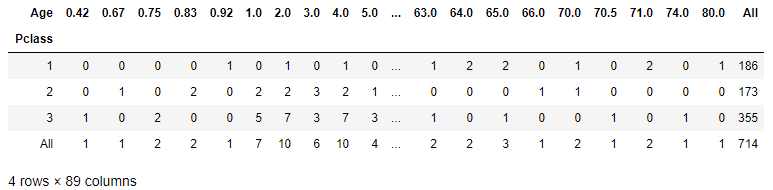 Age 0.42 0.67 0.75 0.83 0.92 1.0 2.0 3.0 4.0 5.0 ... 63.0 64.0 65.0 66.0 70.0 70.5 71.0 74.0 80.0 All
Pclass
1 0 0 0 0 1 0 1 0 1 0 ... 1 2 2 0 1 0 2 0 1 186
2 0 1 0 2 0 2 2 3 2 1 ... 0 0 0 1 1 0 0 0 0 173
3 1 0 2 0 0 5 7 3 7 3 ... 1 0 1 0 0 1 0 1 0 355
All 1 1 2 2 1 7 10 6 10 4 ... 2 2 3 1 2 1 2 1 1 714
4 rows × 89 columns